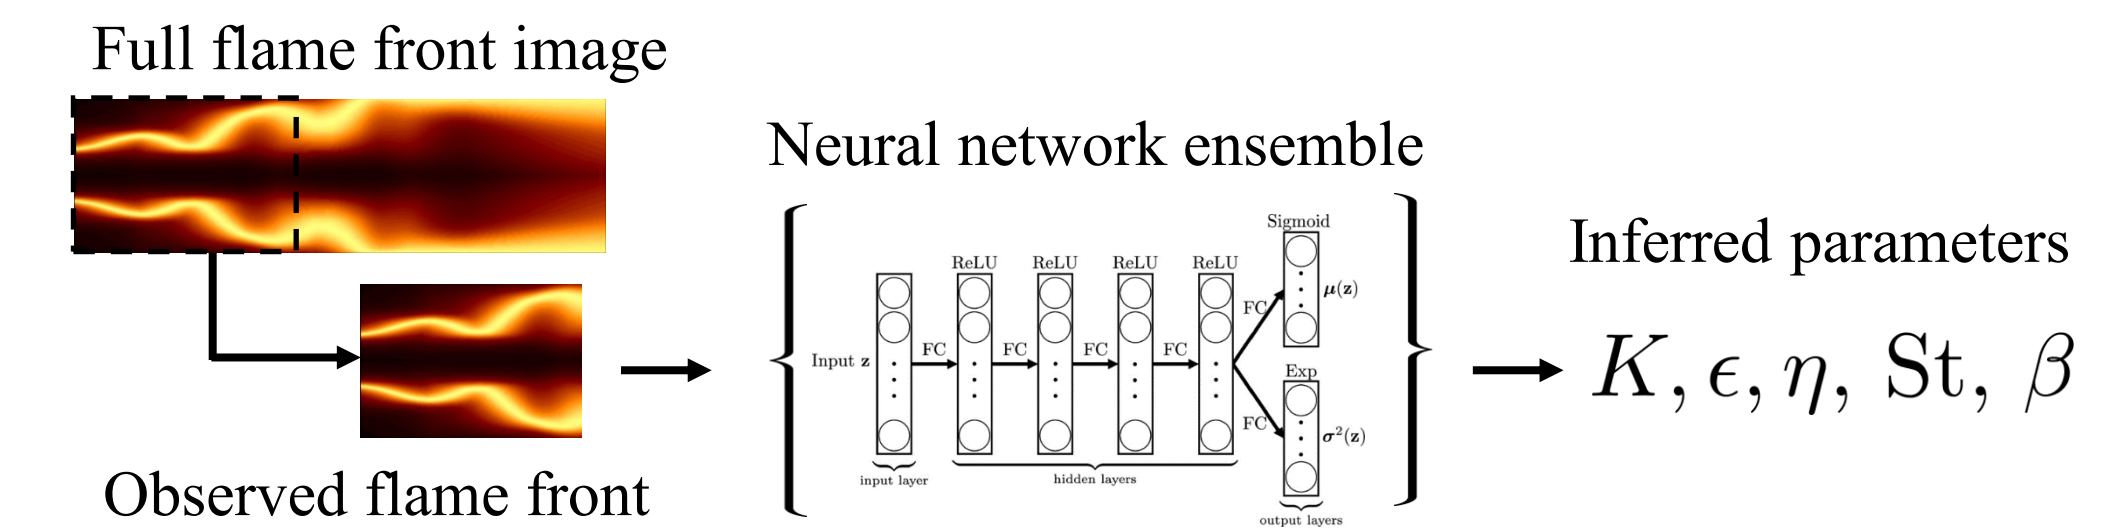 Full flame front image
Observed flame front
Neural network ensemble
Input z
input layer
FC
ReLU
FC
ReLU
FC
ReLU
FC
ReLU
hidden layers
FC
Sigmoid
μ(z)
FC
Exp
σ²(z)
output layers
Inferred parameters
K, ϵ, η, St, β